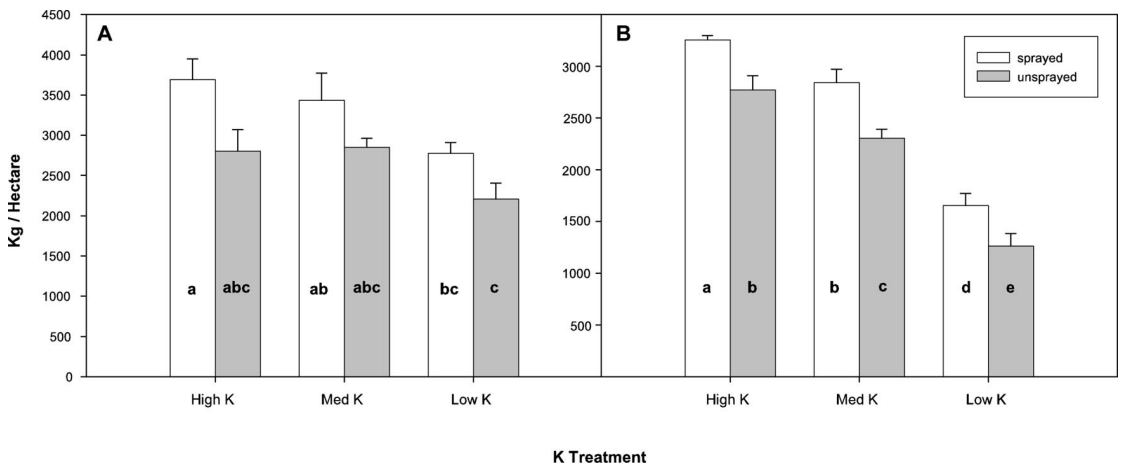 A
B
4500
4000
3500
3000
2500
2000
1500
1000
500
0
Kg / Hectare
3000
2500
2000
1500
1000
500
sprayed
unsprayed
a abc ab abc bc c
a b b c d e
High K Med K Low K
High K Med K Low K
K Treatment